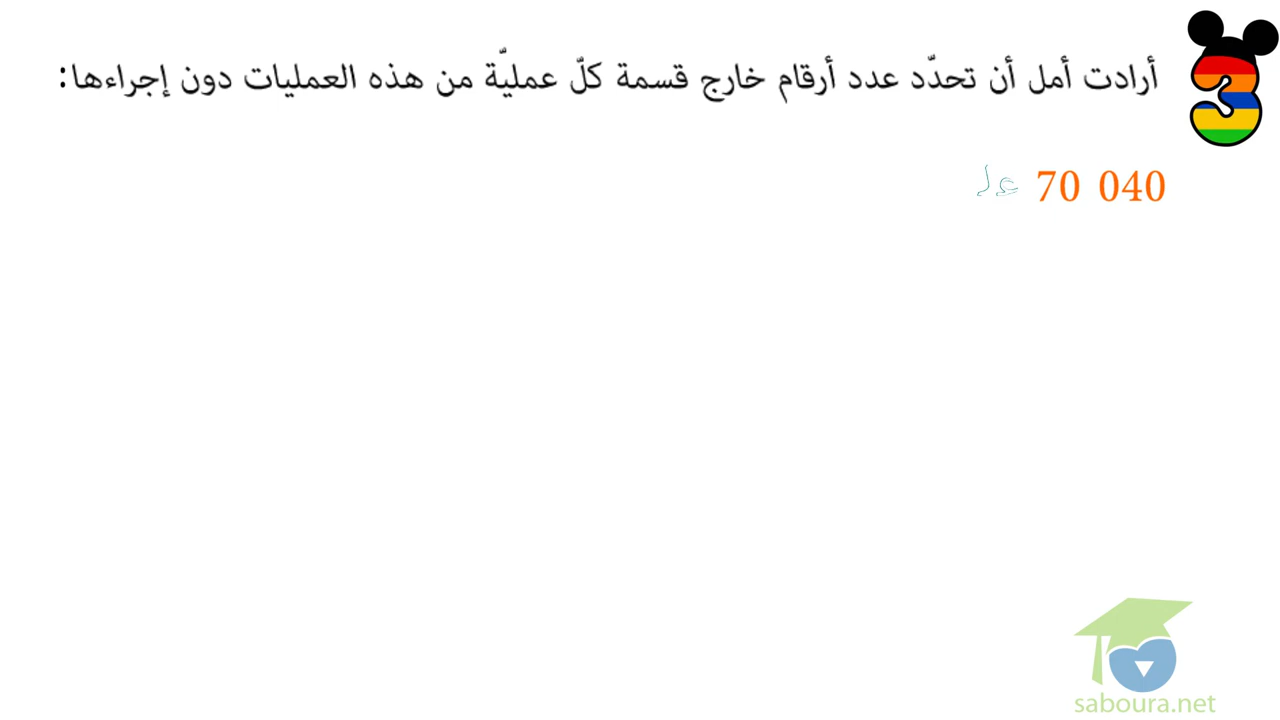 أرادت أمل أن تحدّد عدد أرقام خارج قسمة كلّ عمليّة من هذه العمليات دون إجراءها:
3
70 040
saboura.net